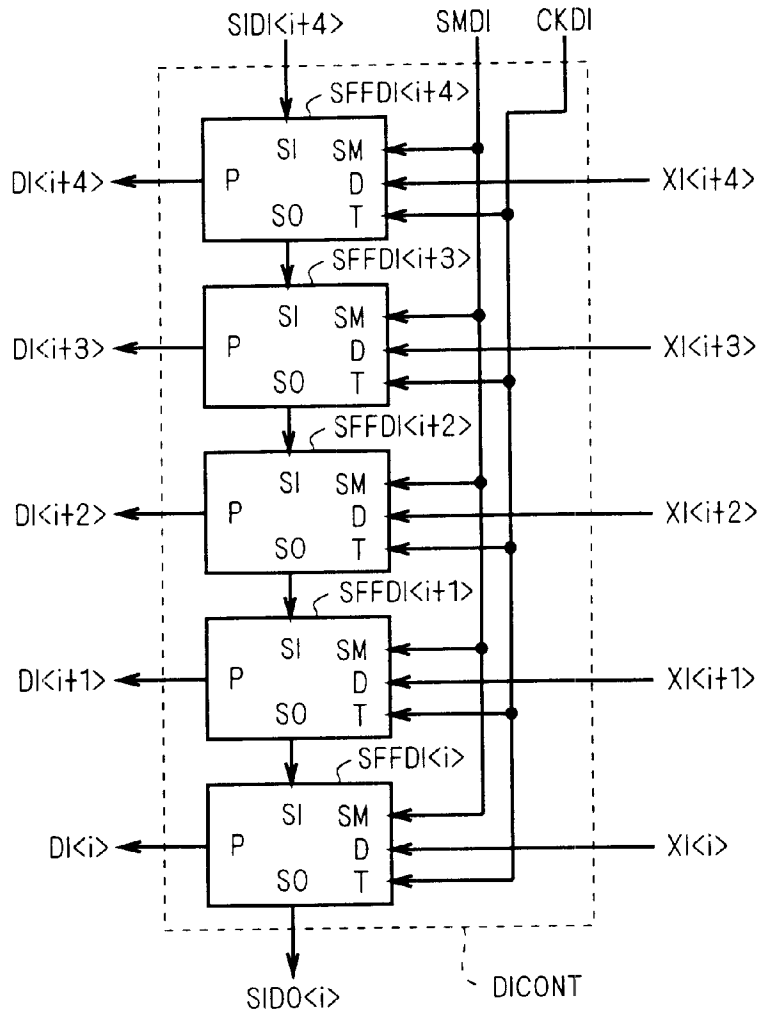 SIDI<i+4> SMDI CKDI
SFFDI<i+4>
SI SM
DI<i+4> P D XI<i+4>
SO T
SFFDI<i+3>
SI SM
DI<i+3> P D XI<i+3>
SO T
SFFDI<i+2>
SI SM
DI<i+2> P D XI<i+2>
SO T
SFFDI<i+1>
SI SM
DI<i+1> P D XI<i+1>
SO T
SFFDI<i>
SI SM
DI<i> P D XI<i>
SO T
SIDO<i> DICONT